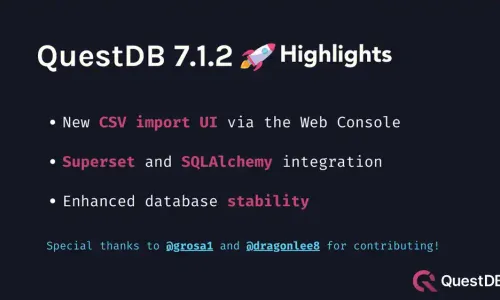 QuestDB 7.1.2 🚀 Highlights
• New CSV import UI via the Web Console
• Superset and SQLAlchemy integration
• Enhanced database stability
Special thanks to @grosa1 and @dragonlee8 for contributing!
QuestDB